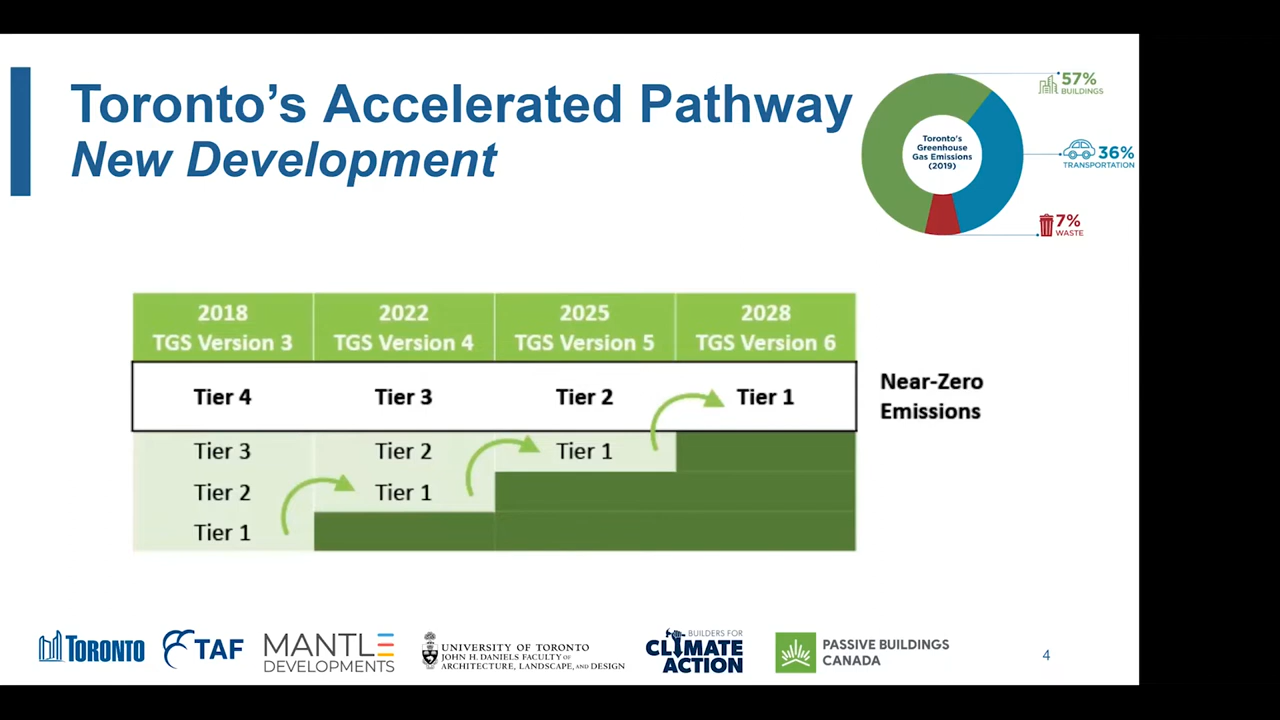 Toronto's Accelerated Pathway
New Development
57%
BUILDINGS
Toronto's
Greenhouse
Gas Emissions
(2019)
36%
TRANSPORTATION
7%
WASTE
2018 2022 2025 2028
TGS Version 3 TGS Version 4 TGS Version 5 TGS Version 6
Tier 4 Tier 3 Tier 2 Tier 1
Near-Zero
Emissions
Tier 3 Tier 2 Tier 1
Tier 2 Tier 1
Tier 1
TORONTO
TAF
MANTLE
DEVELOPMENTS
UNIVERSITY OF TORONTO
JOHN H. DANIELS FACULTY OF
ARCHITECTURE, LANDSCAPE, AND DESIGN
BUILDERS FOR
CLIMATE
ACTION
PASSIVE BUILDINGS
CANADA
4